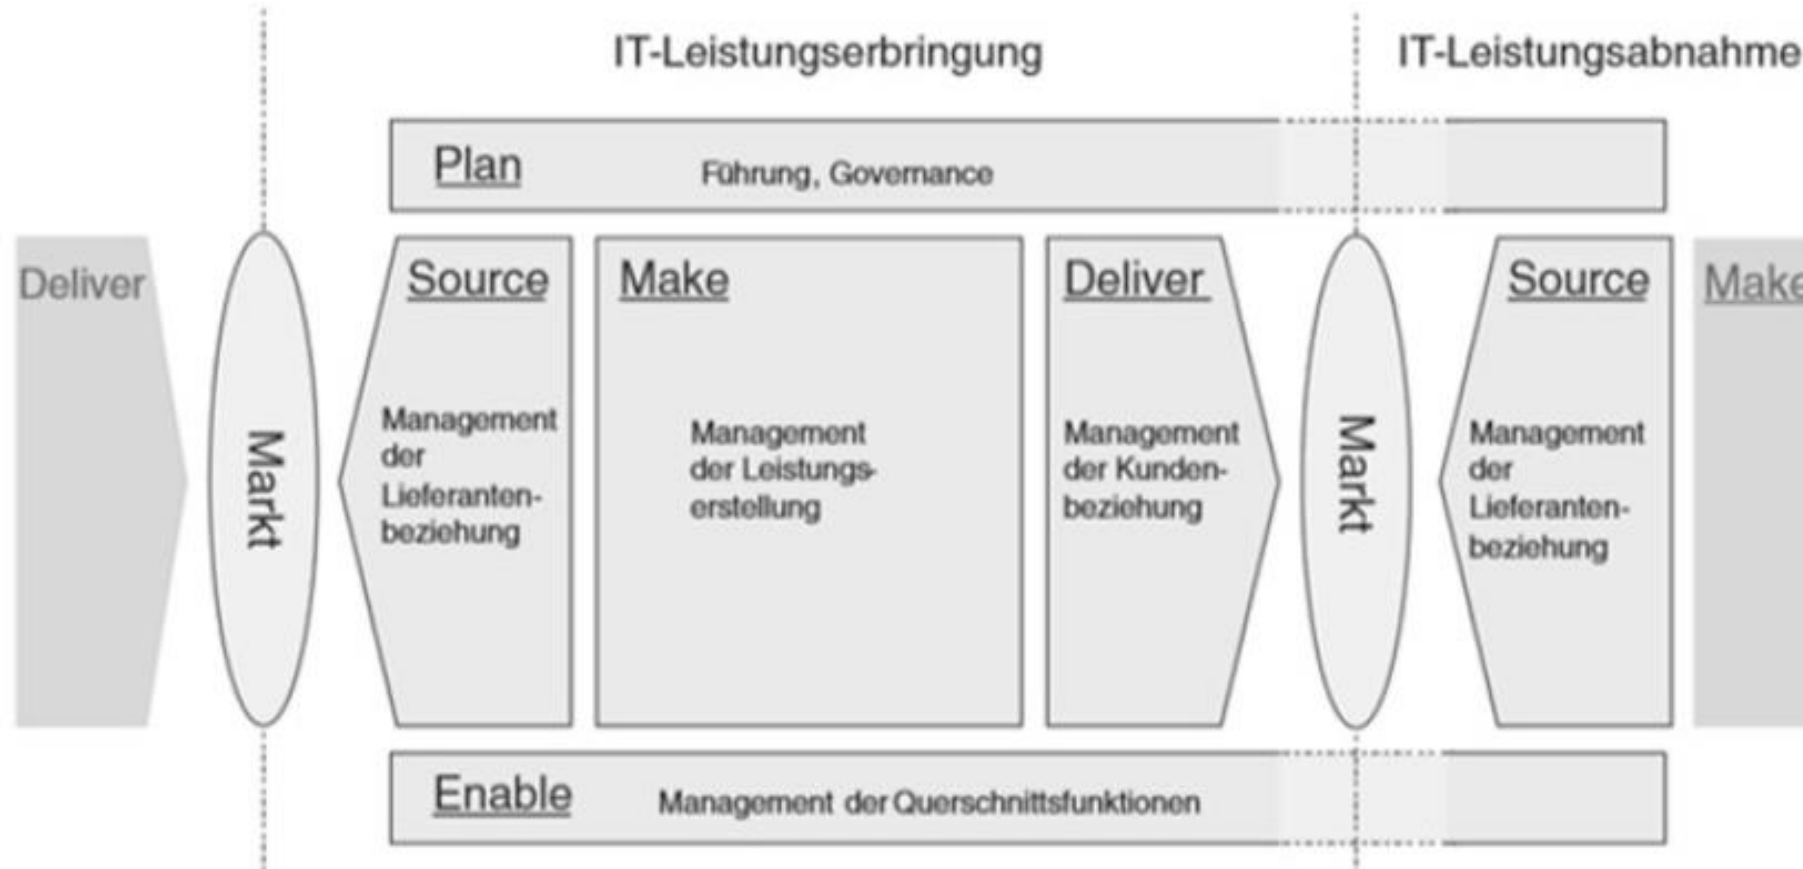 IT-Leistungserbringung
IT-Leistungsabnahme
Plan
Führung, Governance
Deliver
Markt
Source
Management
der
Lieferanten-
beziehung
Make
Management
der Leistungs-
erstellung
Deliver
Management
der Kunden-
beziehung
Markt
Source
Management
der
Lieferanten-
beziehung
Make
Enable
Management der Querschnittsfunktionen